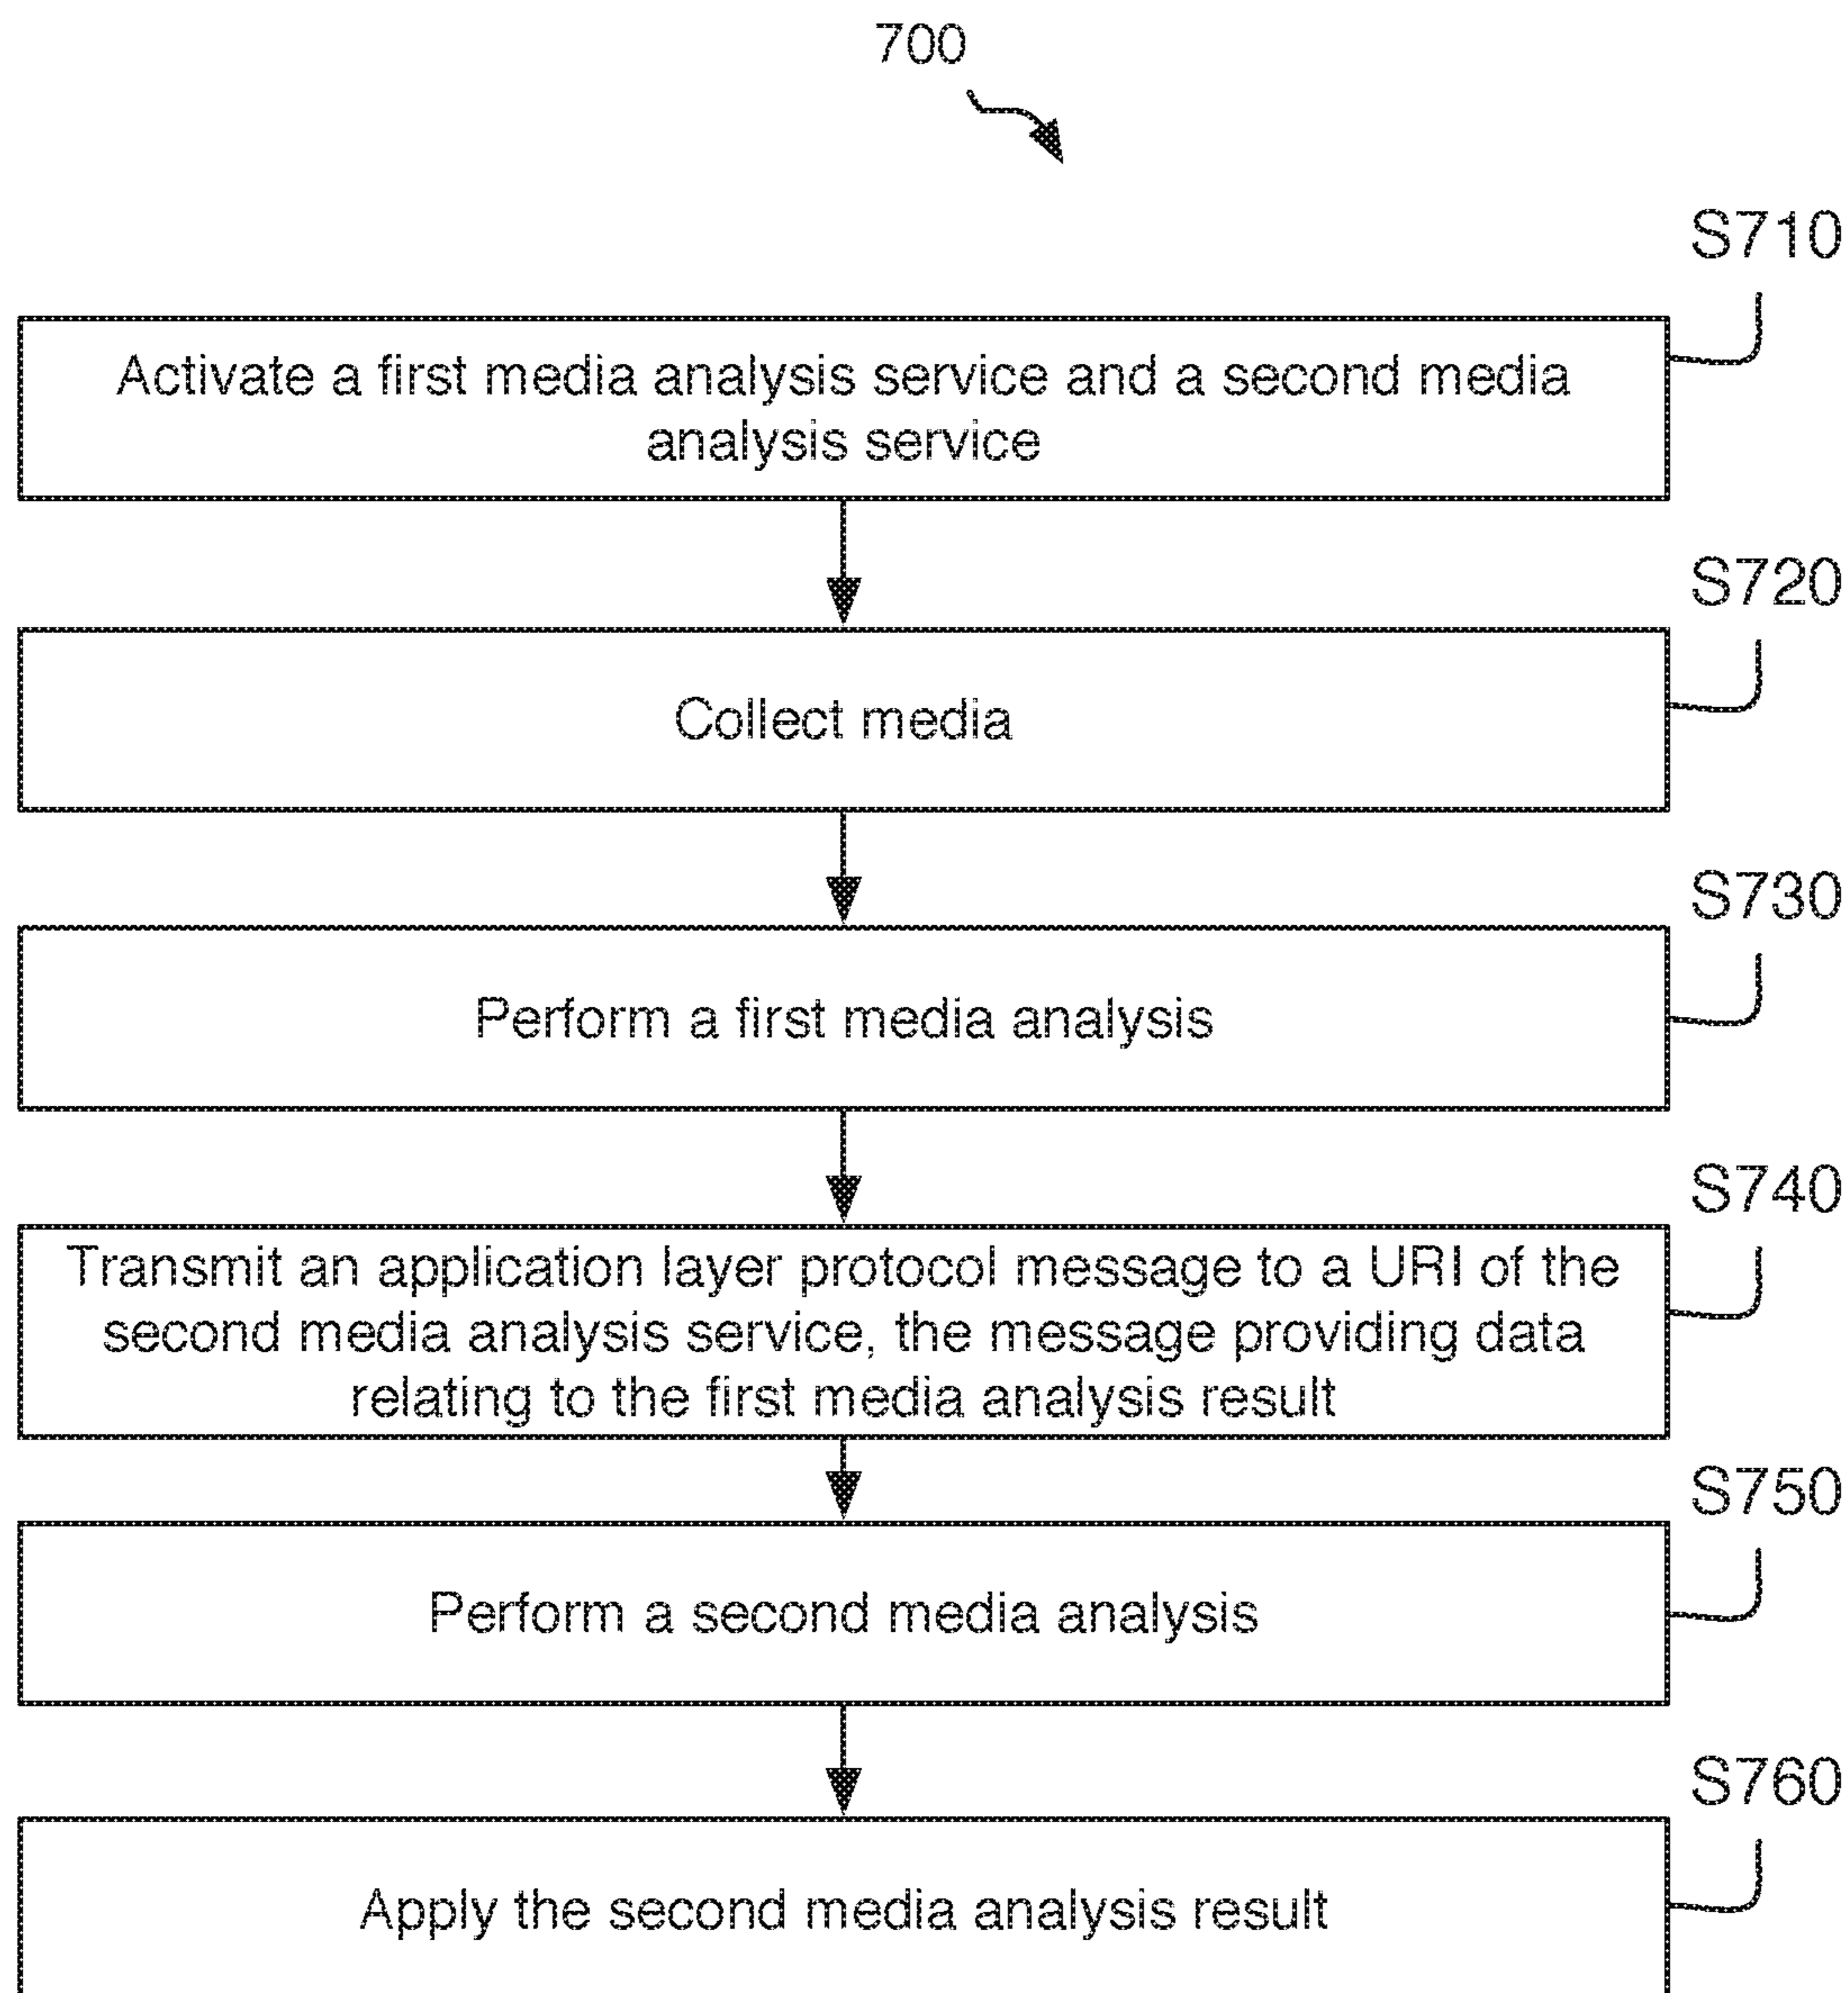 700
S710
Activate a first media analysis service and a second media
analysis service
S720
Collect media
S730
Perform a first media analysis
S740
Transmit an application layer protocol message to a URI of the
second media analysis service, the message providing data
relating to the first media analysis result
S750
Perform a second media analysis
S760
Apply the second media analysis result